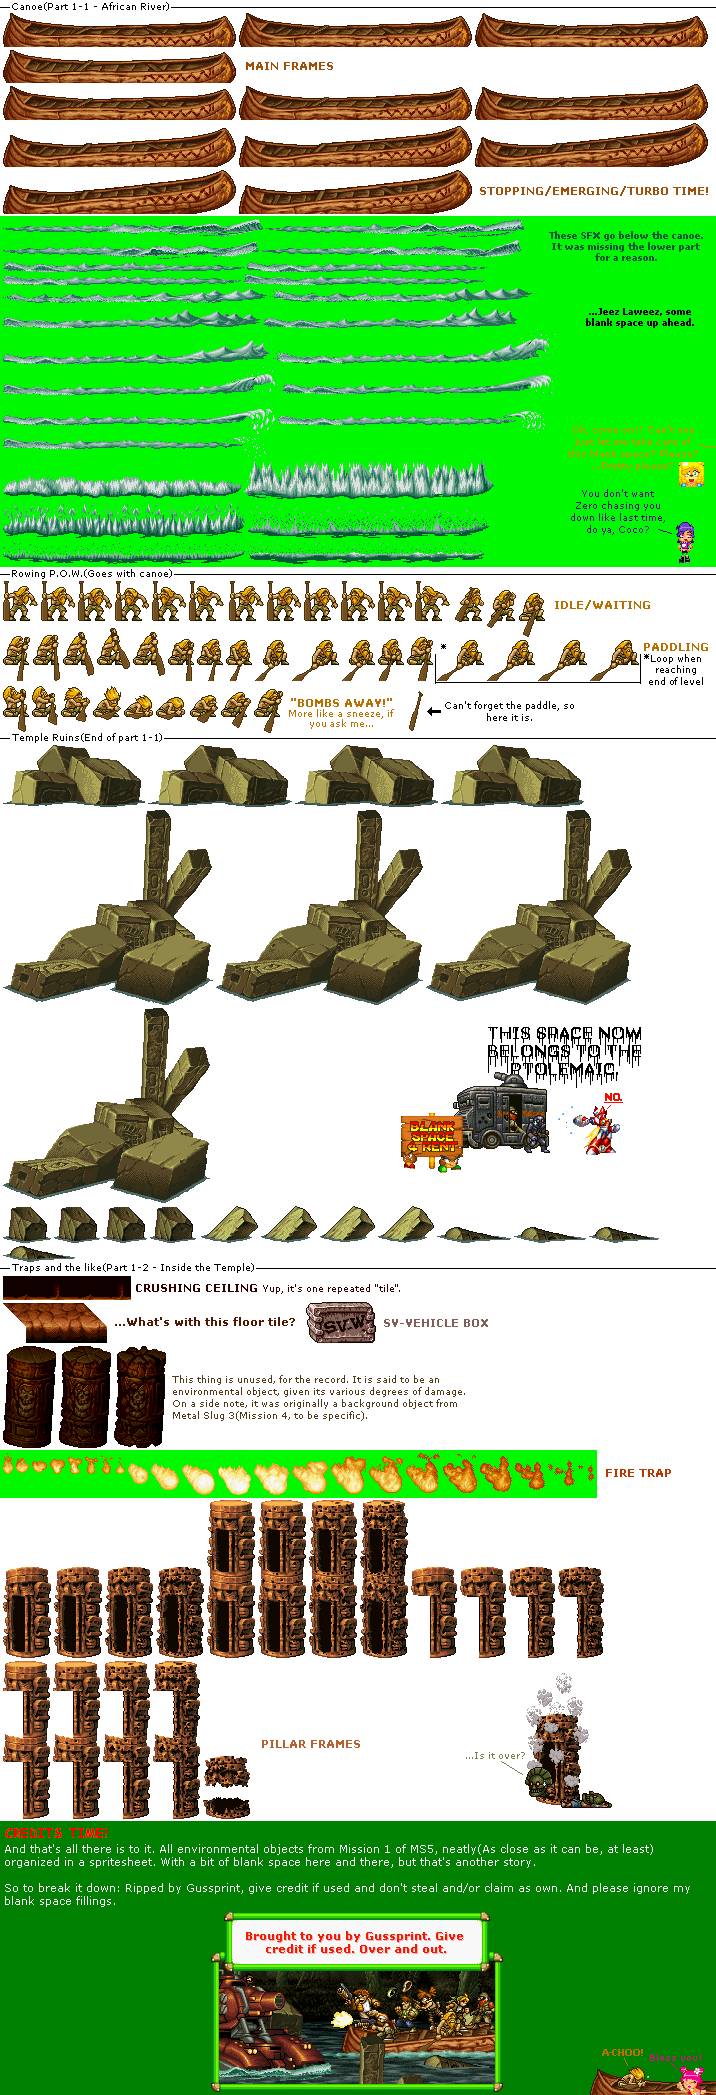 Canoe(Part 1-1 - African River)
MAIN FRAMES
STOPPING/EMERGING/TURBO TIME!
These SFX go below the canoe.
It was missing the lower part
for a reason.
...Jeez Laweez, some
blank space up ahead.
You don't want
Zero chasing you
down like last time,
do ya, Coco?
Rowing P.O.W.(Goes with canoe)
IDLE/WAITING
PADDLING
*
*Loop when
reaching
end of level
"BOMBS AWAY!"
More like a sneeze, if
you ask me...
Can't forget the paddle, so
here it is.
Temple Ruins(End of part 1-1)
THIS SPACE NOW
BELONGS TO THE
PTOLEMAIC.
NO.
BLANK
SPACE
4 RENT
Traps and the like(Part 1-2 - Inside the Temple)
CRUSHING CEILING Yup, it's one repeated "tile".
...What's with this floor tile?
S.V.W
SV-VEHICLE BOX
This thing is unused, for the record. It is said to be an
environmental object, given its various degrees of damage.
On a side note, it was originally a background object from
Metal Slug 3(Mission 4, to be specific).
FIRE TRAP
PILLAR FRAMES
...Is it over?
CREDITS TIME!
And that's all there is to it. All environmental objects from Mission 1 of MS5, neatly(As close as it can be, at least)
organized in a spritesheet. With a bit of blank space here and there, but that's another story.
So to break it down: Ripped by Gussprint, give credit if used and don't steal and/or claim as own. And please ignore my
blank space fillings.
Brought to you by Gussprint. Give
credit if used. Over and out.
A-CHOO!
Bless you!